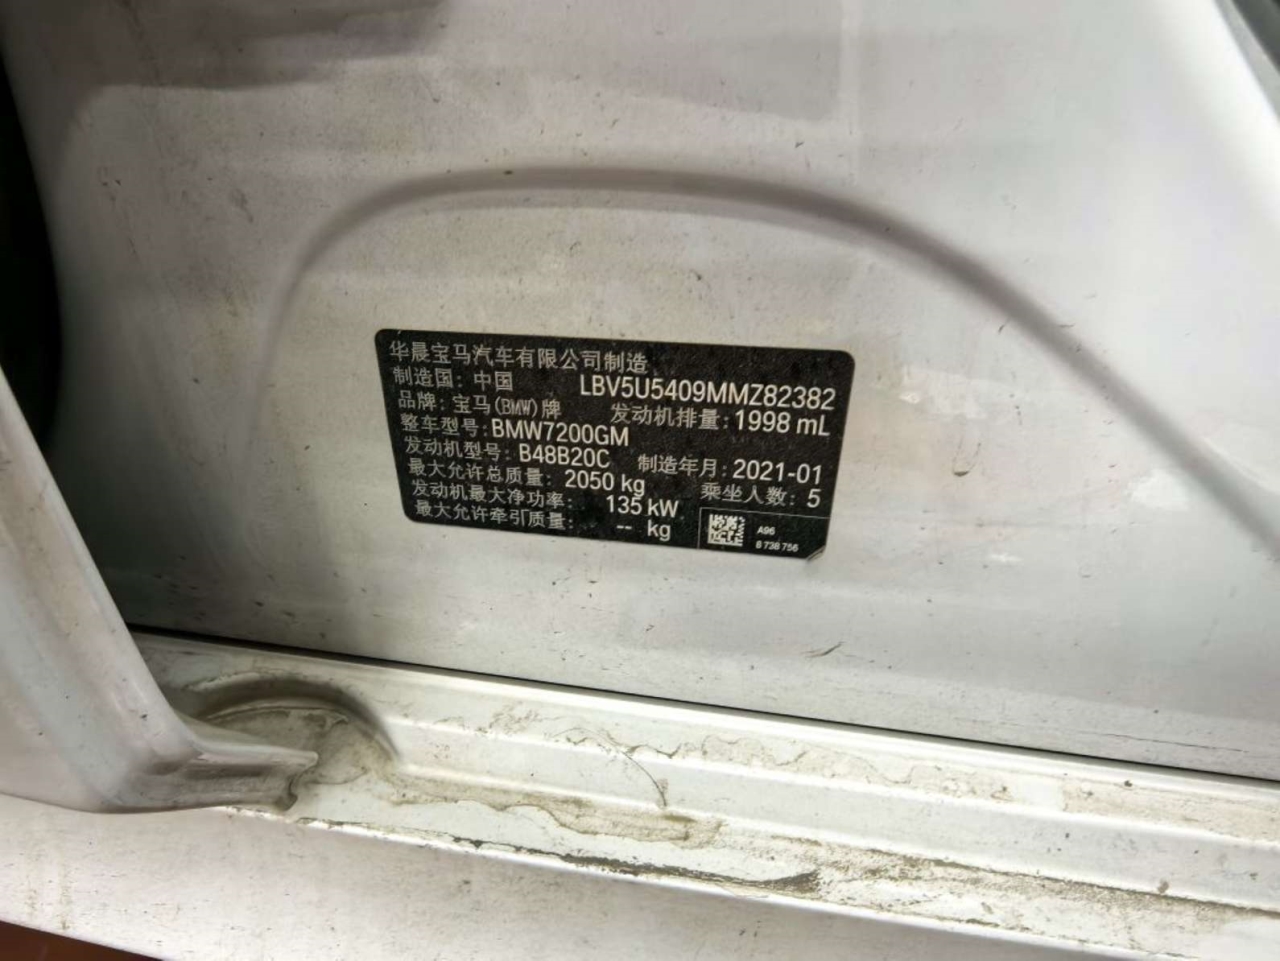 华晨宝马汽车有限公司制造
制造国: 中国 LBV5U5409MMZ82382
品牌: 宝马(BMW)牌 发动机排量: 1998 mL
整车型号: BMW7200GM
发动机型号: B48B20C 制造年月: 2021-01
最大允许总质量: 2050 kg 乘坐人数: 5
发动机最大净功率: 135 kW
最大允许牵引质量: -- kg
A96
8 738 756